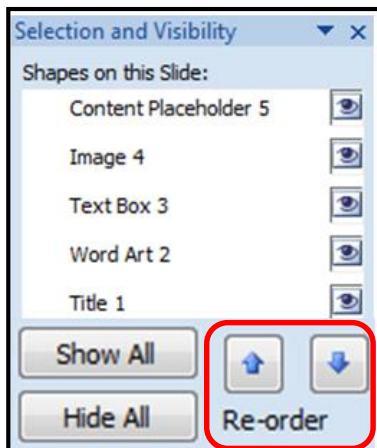 Selection and Visibility
Shapes on this Slide:
Content Placeholder 5
Image 4
Text Box 3
Word Art 2
Title 1
Show All
Hide All
Re-order